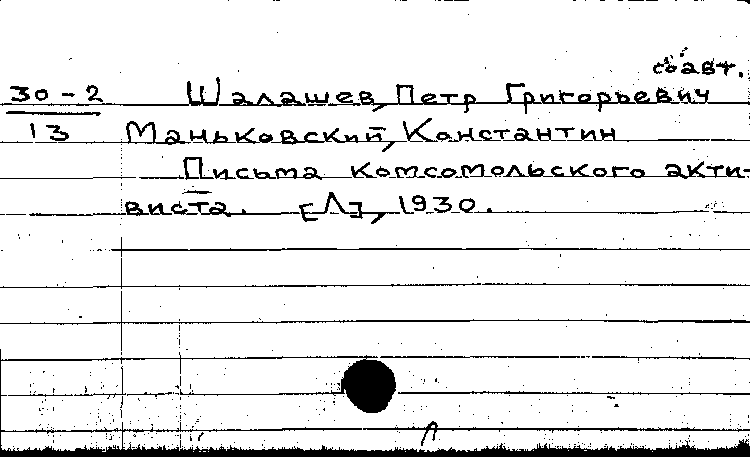 соавт.
30-2 Шалашев, Петр Григорьевич
13 Маньковский, Константин
Письма комсомольского акти-
виста. [Л], 1930.
л